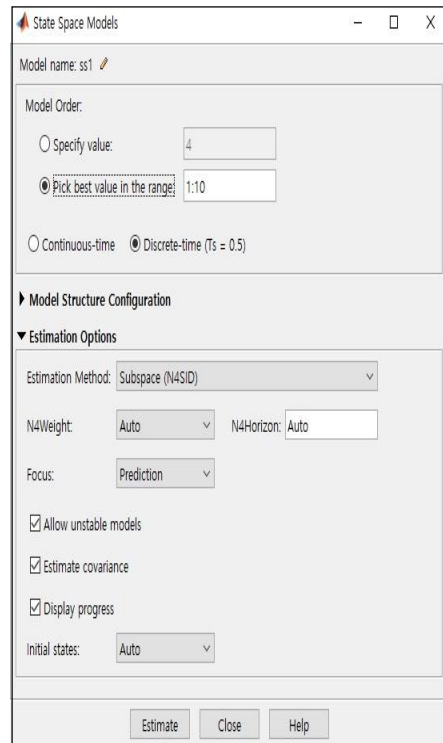 State Space Models
Model name: ss1
Model Order:
Specify value: 4
Pick best value in the range: 1:10
Continuous-time Discrete-time (Ts = 0.5)
Model Structure Configuration
Estimation Options
Estimation Method: Subspace (N4SID)
N4Weight: Auto N4Horizon: Auto
Focus: Prediction
Allow unstable models
Estimate covariance
Display progress
Initial states: Auto
Estimate Close Help